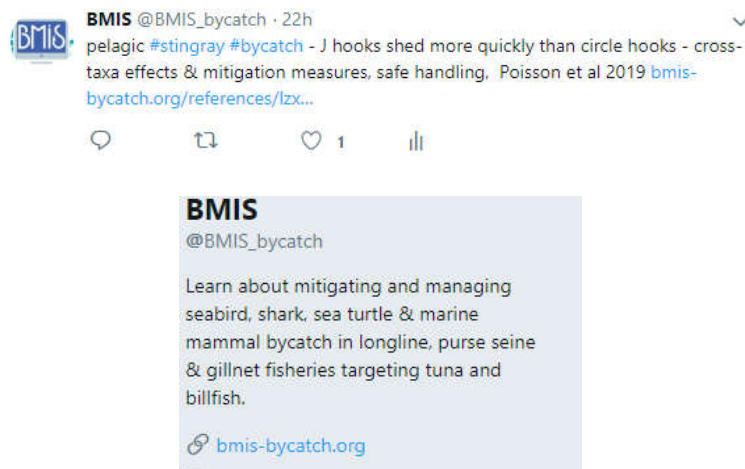 BMIS
BMIS @BMIS_bycatch · 22h
pelagic #stingray #bycatch - J hooks shed more quickly than circle hooks - cross-
taxa effects & mitigation measures, safe handling,  Poisson et al 2019 bmis-
bycatch.org/references/lzx...
1
BMIS
@BMIS_bycatch
Learn about mitigating and managing
seabird, shark, sea turtle & marine
mammal bycatch in longline, purse seine
& gillnet fisheries targeting tuna and
billfish.
bmis-bycatch.org